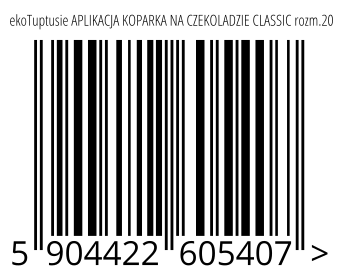 ekoTuptusie APLIKACJA KOPARKA NA CZEKOLADZIE CLASSIC rozm.20
5 904422 605407 >